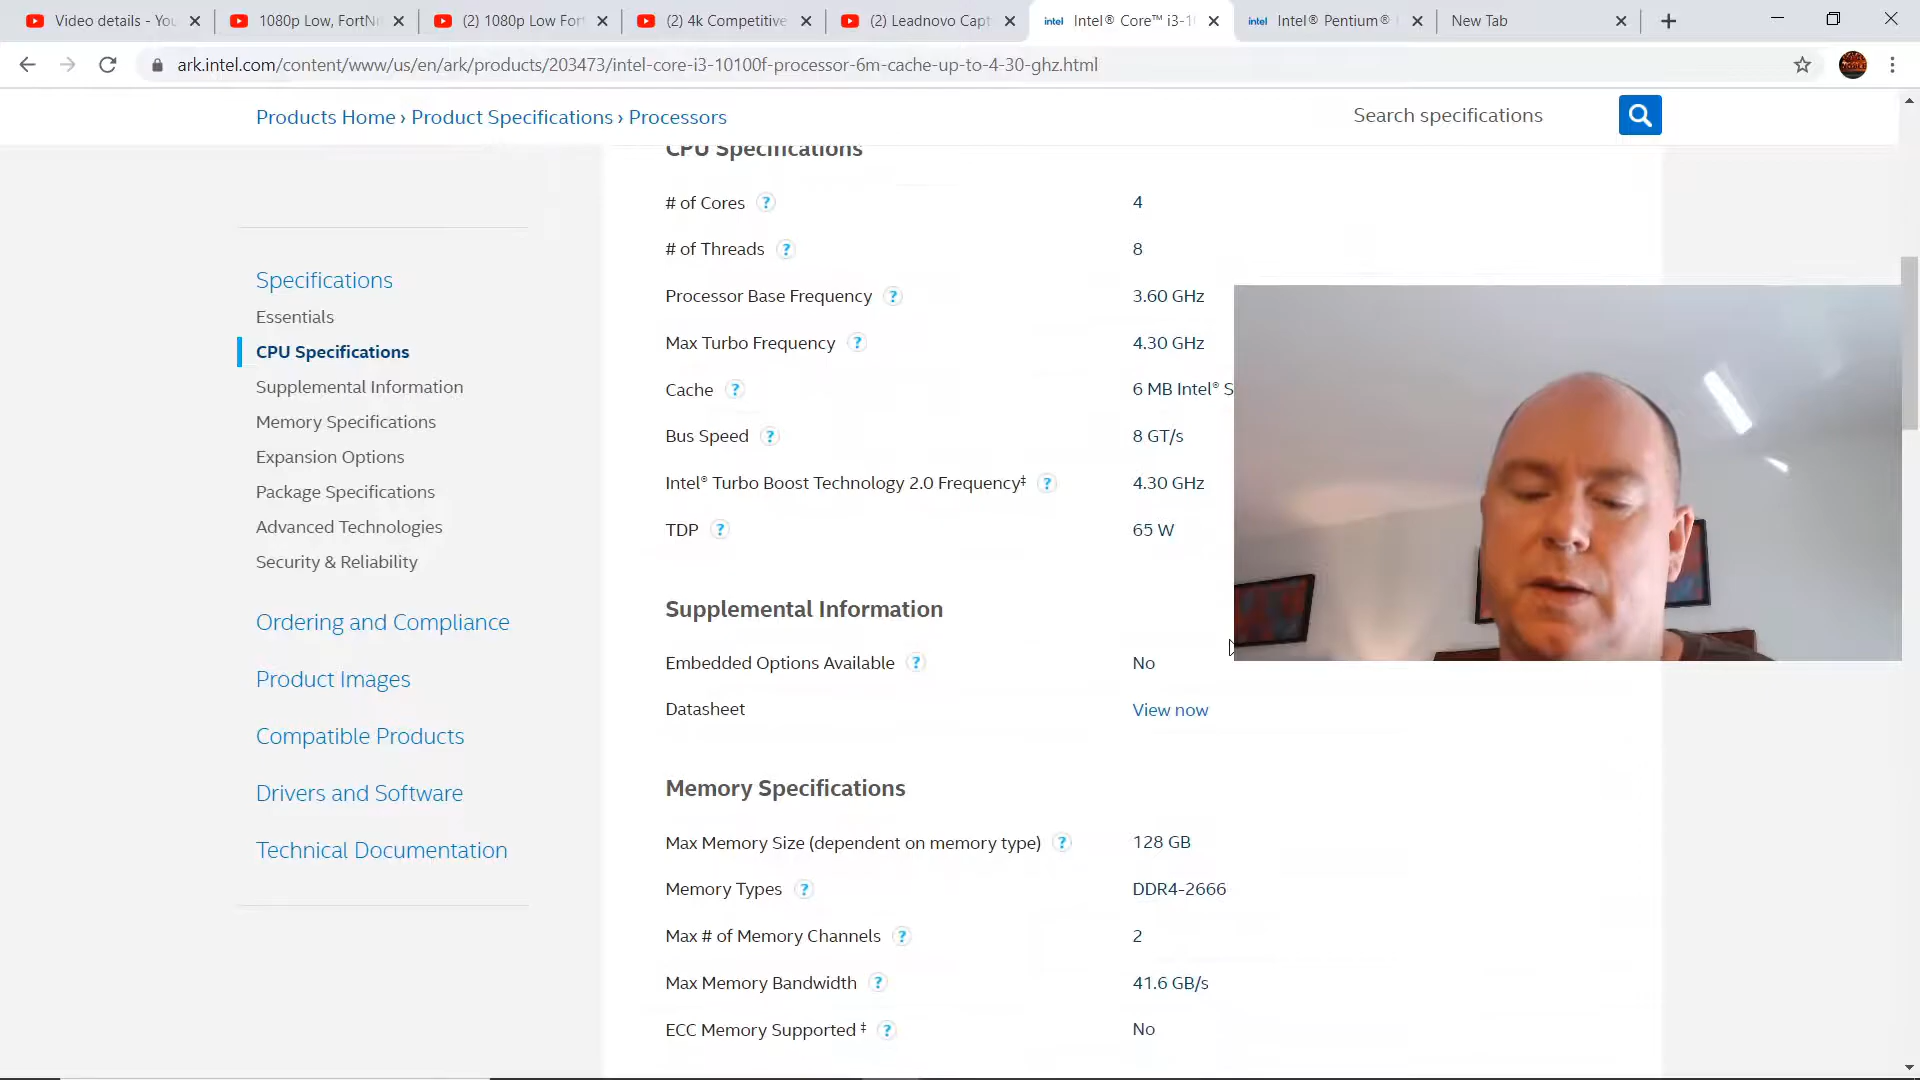 Video details - You
1080p Low, FortNi
(2) 1080p Low For
(2) 4k Competitive
(2) Leadnovo Capt
intel Intel® Core™ i3-1
intel Intel® Pentium®
New Tab
ark.intel.com/content/www/us/en/ark/products/203473/intel-core-i3-10100f-processor-6m-cache-up-to-4-30-ghz.html
Products Home › Product Specifications › Processors
Search specifications
Specifications
Essentials
CPU Specifications
Supplemental Information
Memory Specifications
Expansion Options
Package Specifications
Advanced Technologies
Security & Reliability
Ordering and Compliance
Product Images
Compatible Products
Drivers and Software
Technical Documentation
CPU Specifications
# of Cores ? 4
# of Threads ? 8
Processor Base Frequency ? 3.60 GHz
Max Turbo Frequency ? 4.30 GHz
Cache ? 6 MB Intel® S
Bus Speed ? 8 GT/s
Intel® Turbo Boost Technology 2.0 Frequency‡ ? 4.30 GHz
TDP ? 65 W
Supplemental Information
Embedded Options Available ? No
Datasheet View now
Memory Specifications
Max Memory Size (dependent on memory type) ? 128 GB
Memory Types ? DDR4-2666
Max # of Memory Channels ? 2
Max Memory Bandwidth ? 41.6 GB/s
ECC Memory Supported ‡ ? No